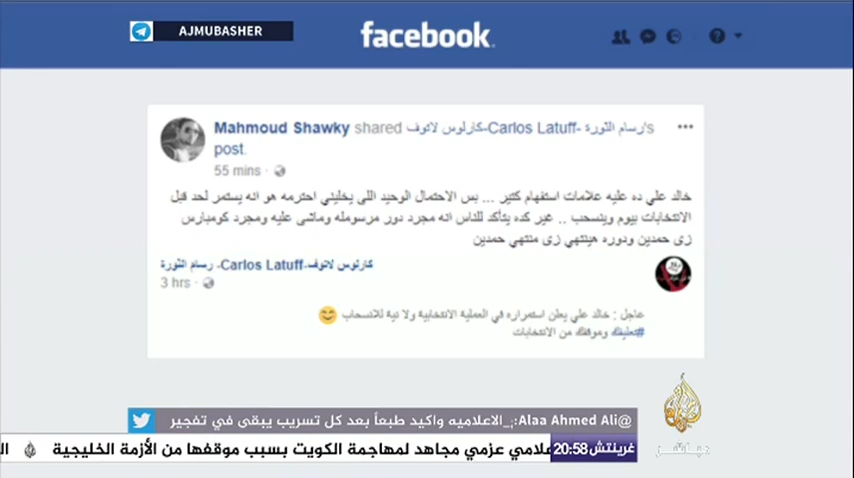 AJMUBASHER
facebook
Mahmoud Shawky shared كارلوس لاتوف-Carlos Latuff- رسام الثورة's
post.
55 mins ·
خالد علي ده عليه علامات استفهام كتير ... بس الاحتمال الوحيد اللى يخليني احترمه هو انه يستمر لحد قبل
الانتخابات بيوم وينسحب .. غير كده يتأكد للناس انه مجرد دور مرسومله وماشى عليه ومجرد كومبارس
زى حمدين ودوره هينتهي زى منتهي حمدين
كارلوس لاتوف-Carlos Latuff- رسام الثورة
3 hrs ·
عاجل : خالد علي يعلن استمراره في العملية الانتخابية ولا نية للانسحاب 😊
#تعليقك وموقفك من الانتخابات
@Alaa Ahmed Ali:_الاعلاميه واكيد طبعاً بعد كل تسريب يبقى في تفجير
غرينتش 20:58
علامي عزمي مجاهد لمهاجمة الكويت بسبب موقفها من الأزمة الخليجية
الجزيرة
مباشر